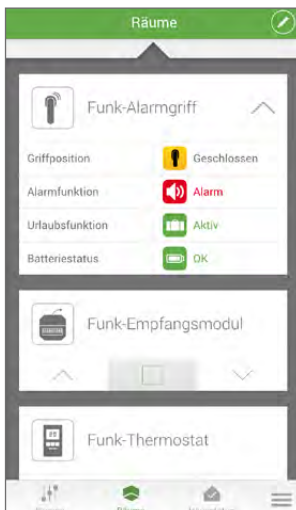 Räume
Funk-Alarmgriff
Griffposition Geschlossen
Alarmfunktion Alarm
Urlaubsfunktion Aktiv
Batteriestatus OK
Funk-Empfangsmodul
Funk-Thermostat